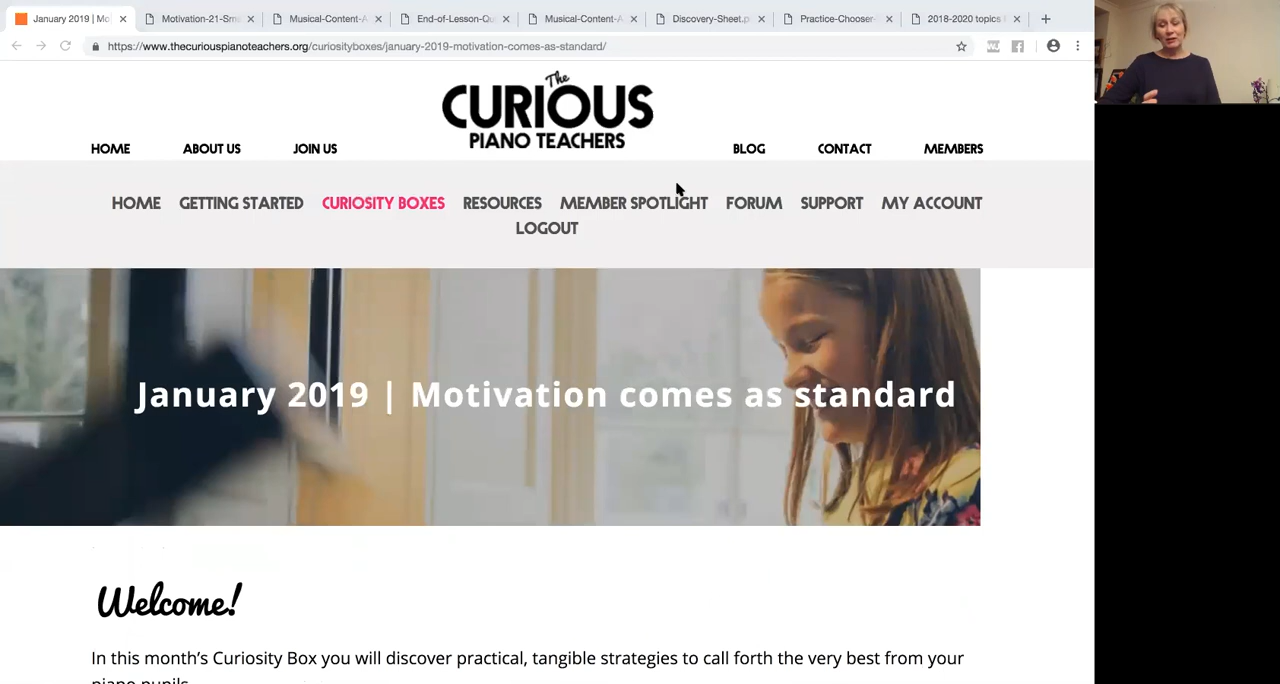 January 2019 | Mo
Motivation-21-Sma
Musical-Content-A
End-of-Lesson-Qu
Musical-Content-A
Discovery-Sheet.p
Practice-Chooser-
2018-2020 topics
https://www.thecuriouspianoteachers.org/curiosityboxes/january-2019-motivation-comes-as-standard/
The
CURIOUS
PIANO TEACHERS
HOME ABOUT US JOIN US BLOG CONTACT MEMBERS
HOME GETTING STARTED CURIOSITY BOXES RESOURCES MEMBER SPOTLIGHT FORUM SUPPORT MY ACCOUNT
LOGOUT
January 2019 | Motivation comes as standard
Welcome!
In this month's Curiosity Box you will discover practical, tangible strategies to call forth the very best from your
piano pupils.